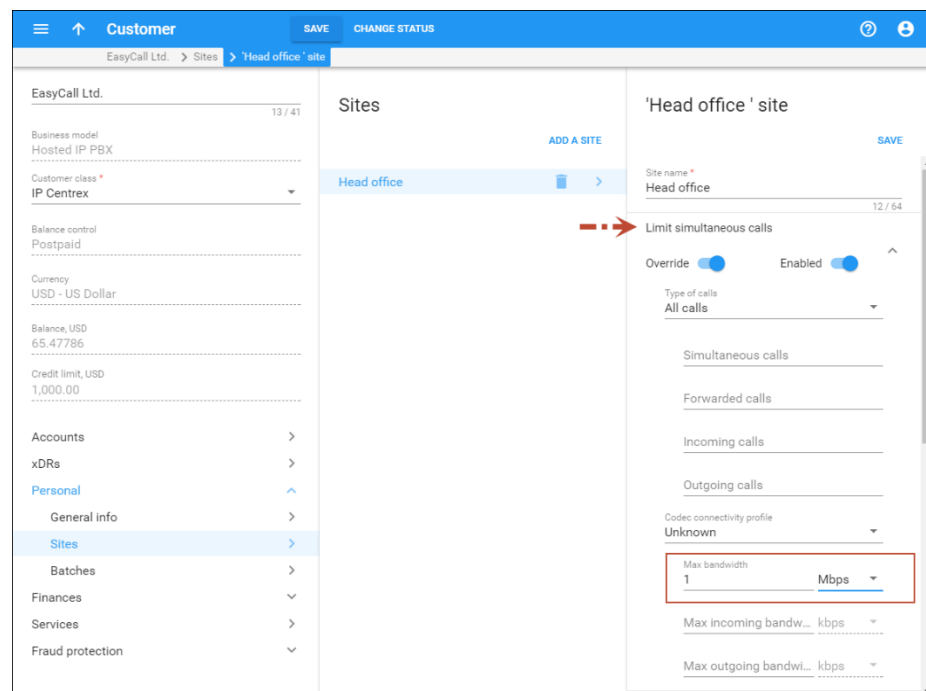 Customer
SAVE
CHANGE STATUS
EasyCall Ltd. > Sites > 'Head office ' site
EasyCall Ltd.
13 / 41
Business model
Hosted IP PBX
Customer class *
IP Centrex
Balance control
Postpaid
Currency
USD - US Dollar
Balance, USD
65.47786
Credit limit, USD
1,000.00
Accounts
xDRs
Personal
General info
Sites
Batches
Finances
Services
Fraud protection
Sites
ADD A SITE
Head office
'Head office ' site
SAVE
Site name *
Head office
12 / 64
Limit simultaneous calls
Override Enabled
Type of calls
All calls
Simultaneous calls
Forwarded calls
Incoming calls
Outgoing calls
Codec connectivity profile
Unknown
Max bandwidth
1 Mbps
Max incoming bandw... kbps
Max outgoing bandwi... kbps